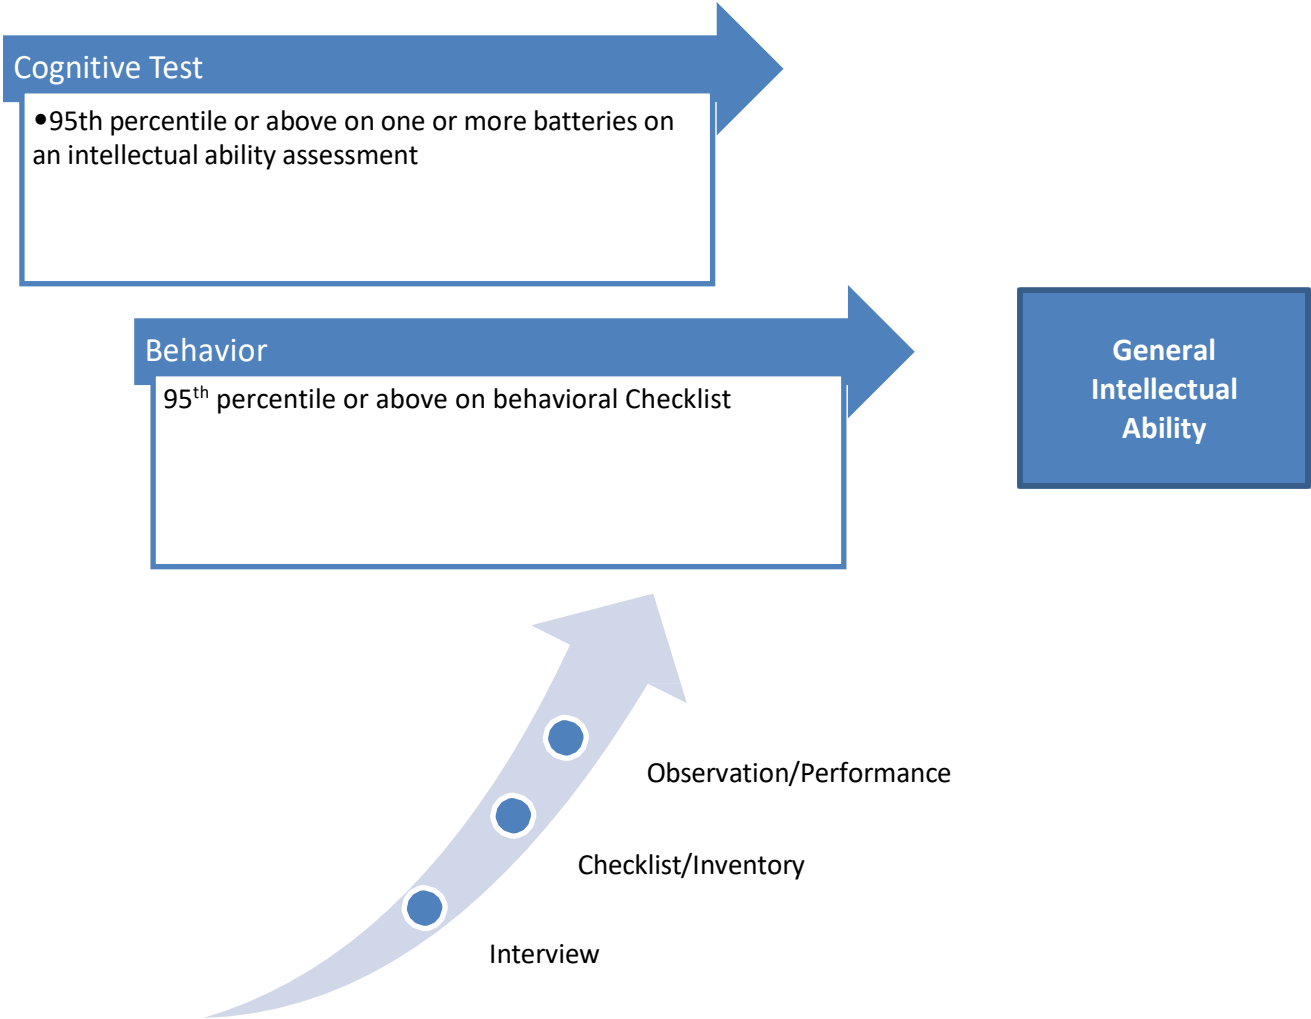 Cognitive Test
•95th percentile or above on one or more batteries on
an intellectual ability assessment
Behavior
95th percentile or above on behavioral Checklist
General
Intellectual
Ability
Observation/Performance
Checklist/Inventory
Interview